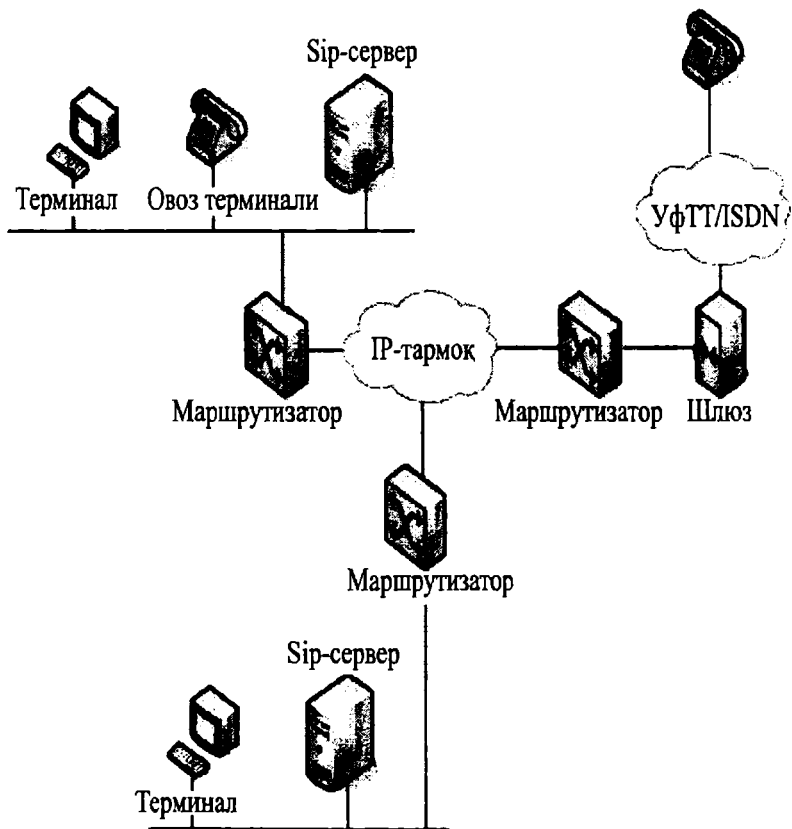 Sip-сервер
Терминал
Овоз терминали
УфТТ/ISDN
IP-тармоқ
Маршрутизатор
Маршрутизатор
Шлюз
Маршрутизатор
Sip-сервер
Терминал